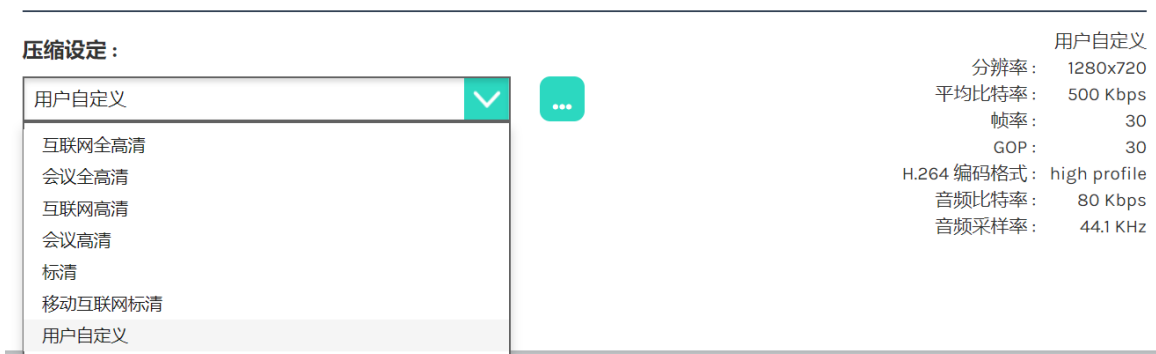 压缩设定：
用户自定义
...
互联网全高清
会议全高清
互联网高清
会议高清
标清
移动互联网标清
用户自定义
用户自定义
分辨率： 1280x720
平均比特率： 500 Kbps
帧率： 30
GOP： 30
H.264 编码格式： high profile
音频比特率： 80 Kbps
音频采样率： 44.1 KHz